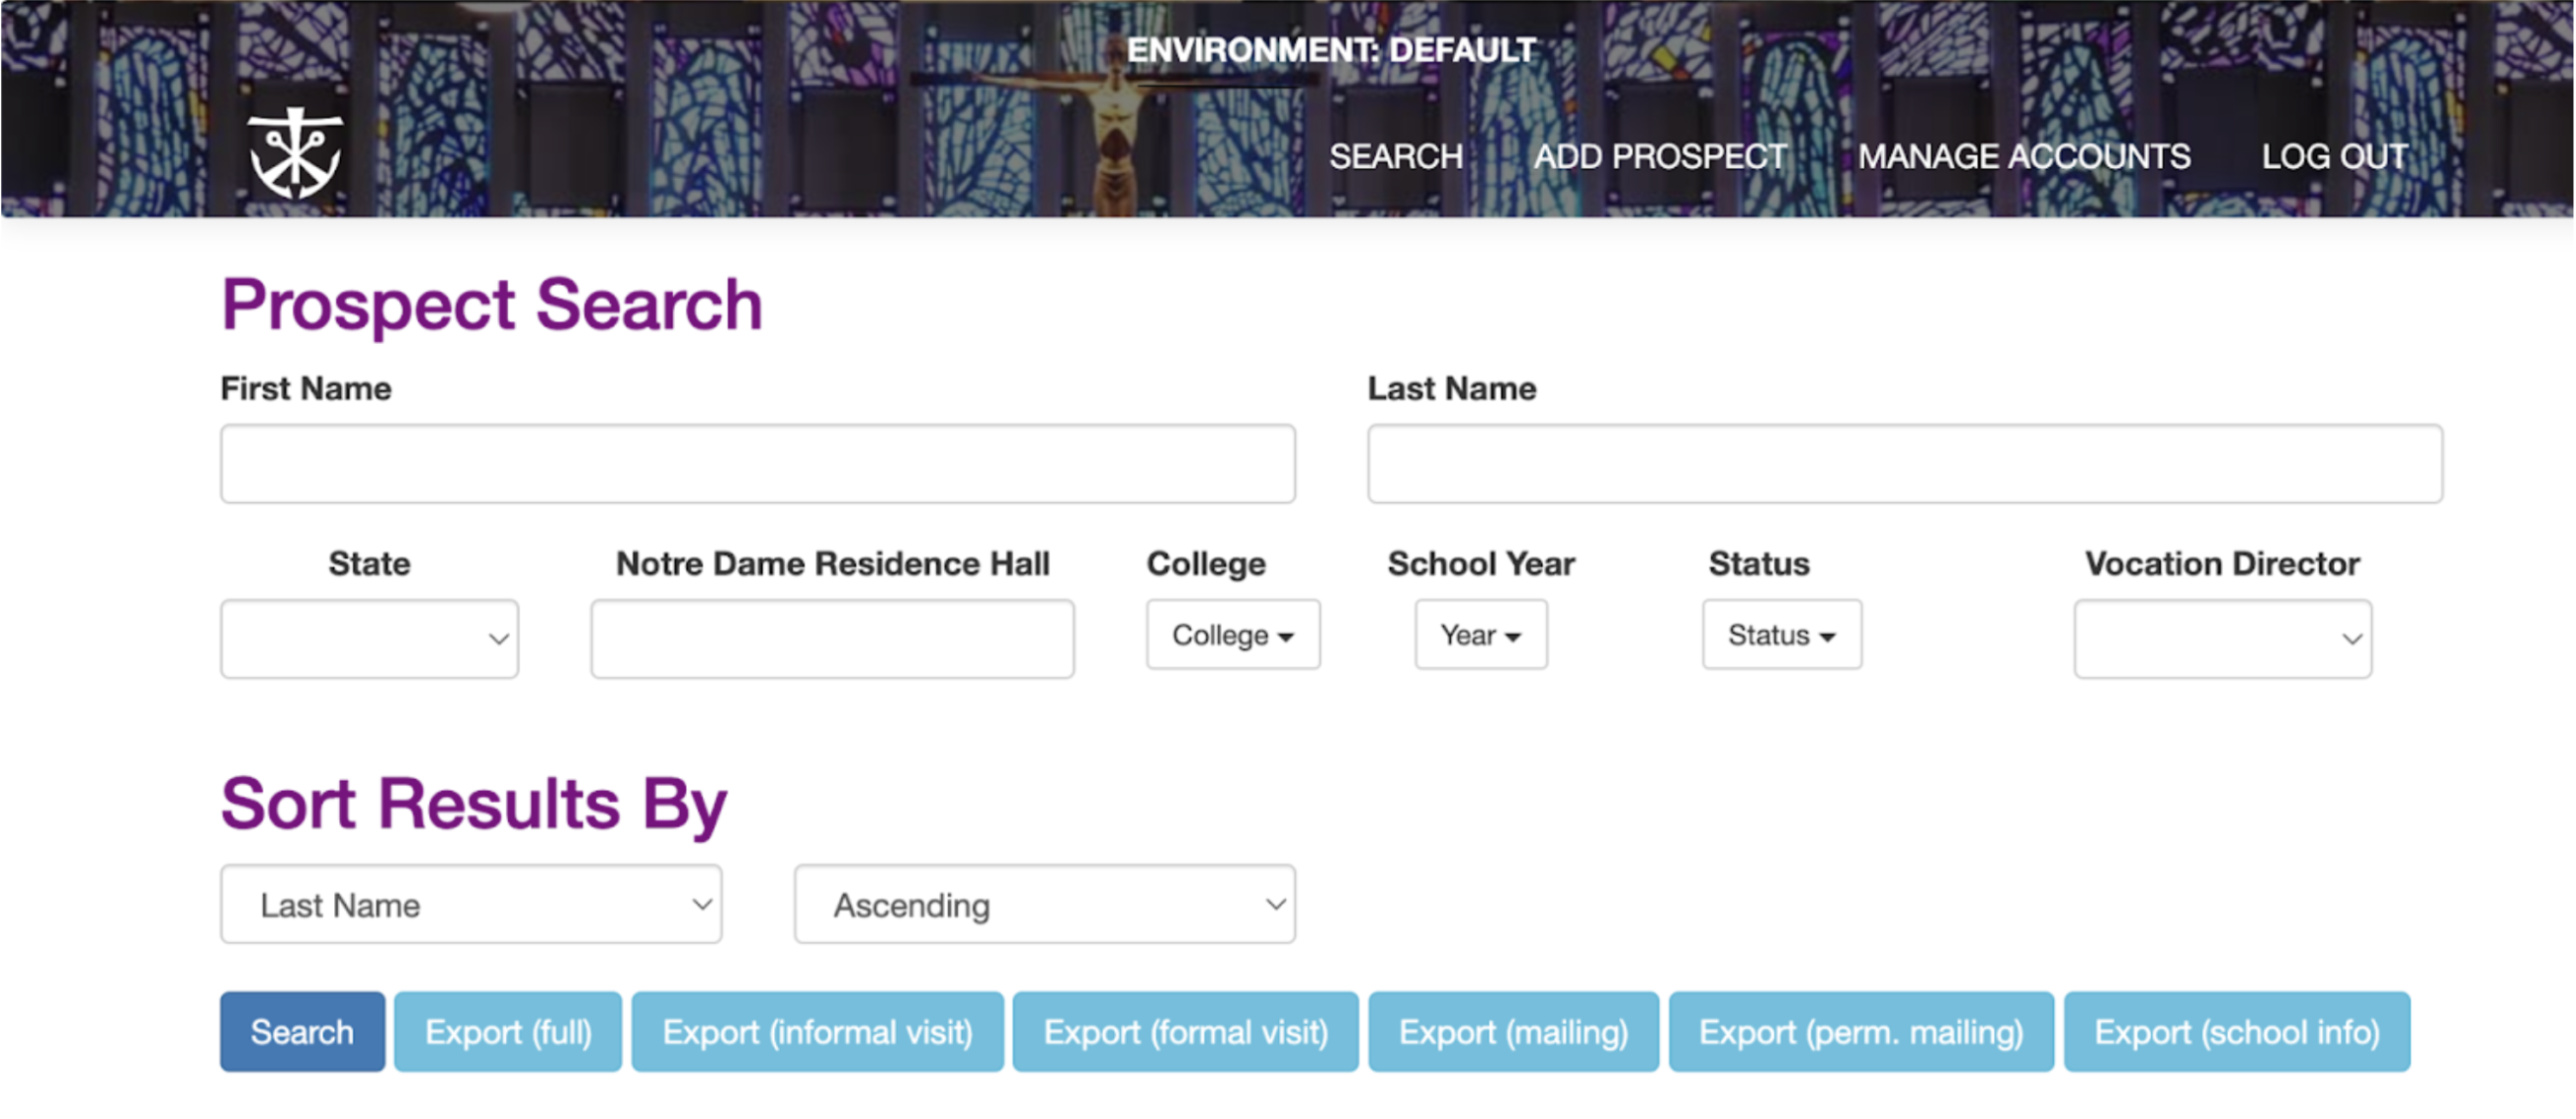 ENVIRONMENT: DEFAULT
SEARCH ADD PROSPECT MANAGE ACCOUNTS LOG OUT
Prospect Search
First Name Last Name
State Notre Dame Residence Hall College School Year Status Vocation Director
College Year Status
Sort Results By
Last Name Ascending
Search Export (full) Export (informal visit) Export (formal visit) Export (mailing) Export (perm. mailing) Export (school info)